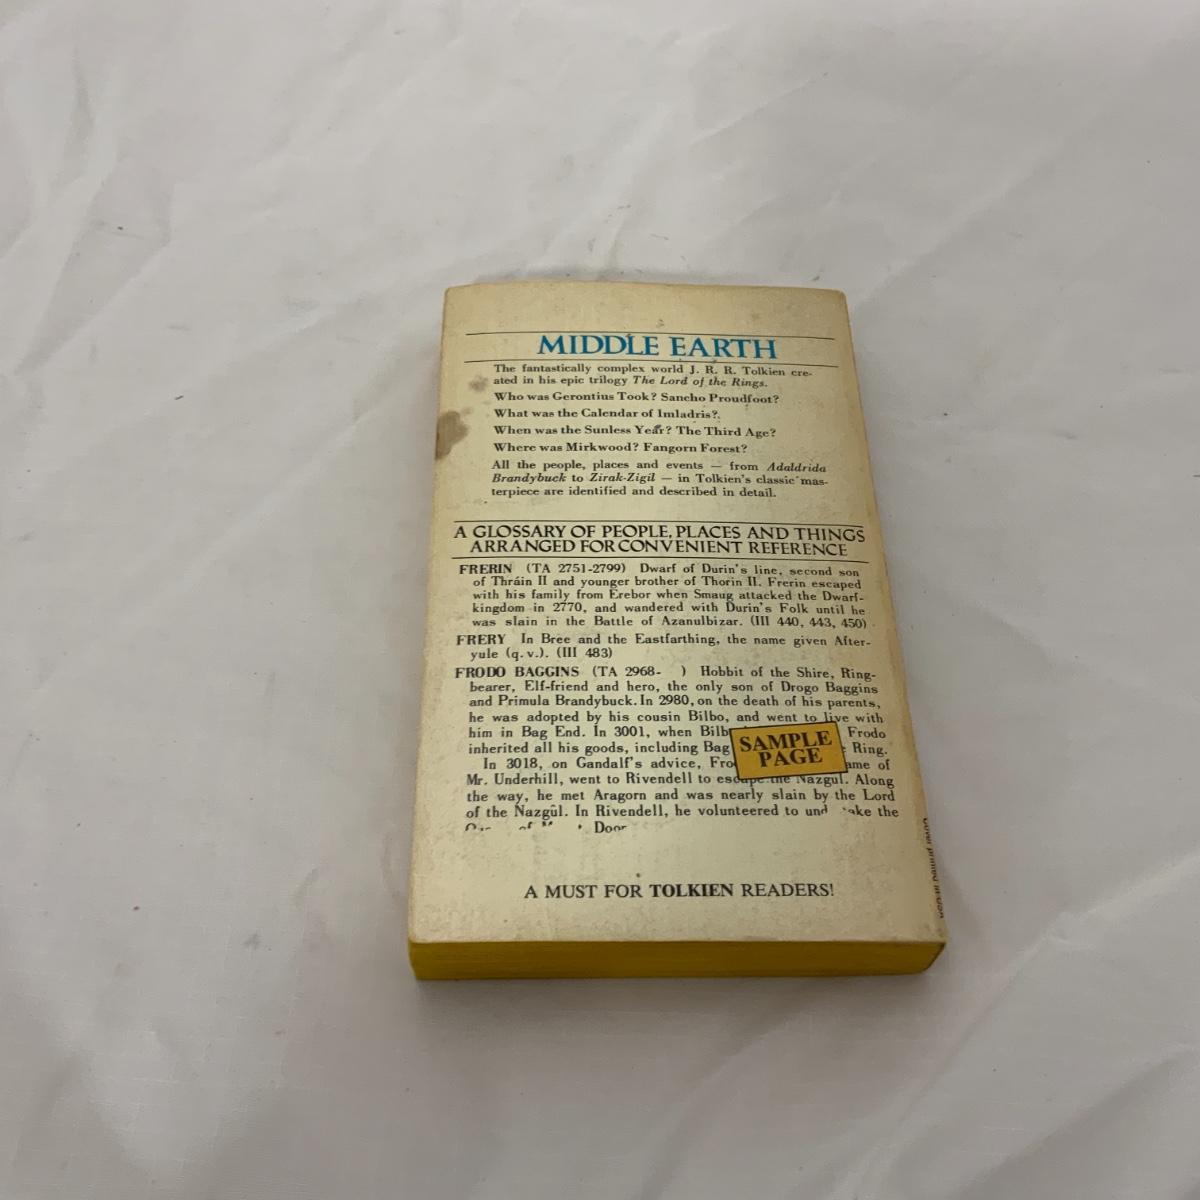 MIDDLE EARTH
The fantastically complex world J. R. R. Tolkien cre-
ated in his epic trilogy The Lord of the Rings.
Who was Gerontius Took? Sancho Proudfoot?
What was the Calendar of Imladris?
When was the Sunless Year? The Third Age?
Where was Mirkwood? Fangorn Forest?
All the people, places and events — from Adaldrida
Brandybuck to Zirak-Zigil — in Tolkien's classic mas-
terpiece are identified and described in detail.
A GLOSSARY OF PEOPLE, PLACES AND THINGS
ARRANGED FOR CONVENIENT REFERENCE
FRERIN (TA 2751-2799) Dwarf of Durin's line, second son
of Thráin II and younger brother of Thorin II. Frerin escaped
with his family from Erebor when Smaug attacked the Dwarf-
kingdom in 2770, and wandered with Durin's Folk until he
was slain in the Battle of Azanulbizar. (III 440, 443, 450)
FRERY In Bree and the Eastfarthing, the name given After-
yule (q.v.). (III 483)
FRODO BAGGINS (TA 2968- ) Hobbit of the Shire, Ring-
bearer, Elf-friend and hero, the only son of Drogo Baggins
and Primula Brandybuck. In 2980, on the death of his parents,
he was adopted by his cousin Bilbo, and went to live with
him in Bag End. In 3001, when Bilb Frodo
inherited all his goods, including Bag Ring.
In 3018, on Gandalf's advice, Fro ame of
Mr. Underhill, went to Rivendell to escape the Nazgûl. Along
the way, he met Aragorn and was nearly slain by the Lord
of the Nazgûl. In Rivendell, he volunteered to und ake the
of Door
SAMPLE
PAGE
A MUST FOR TOLKIEN READERS!